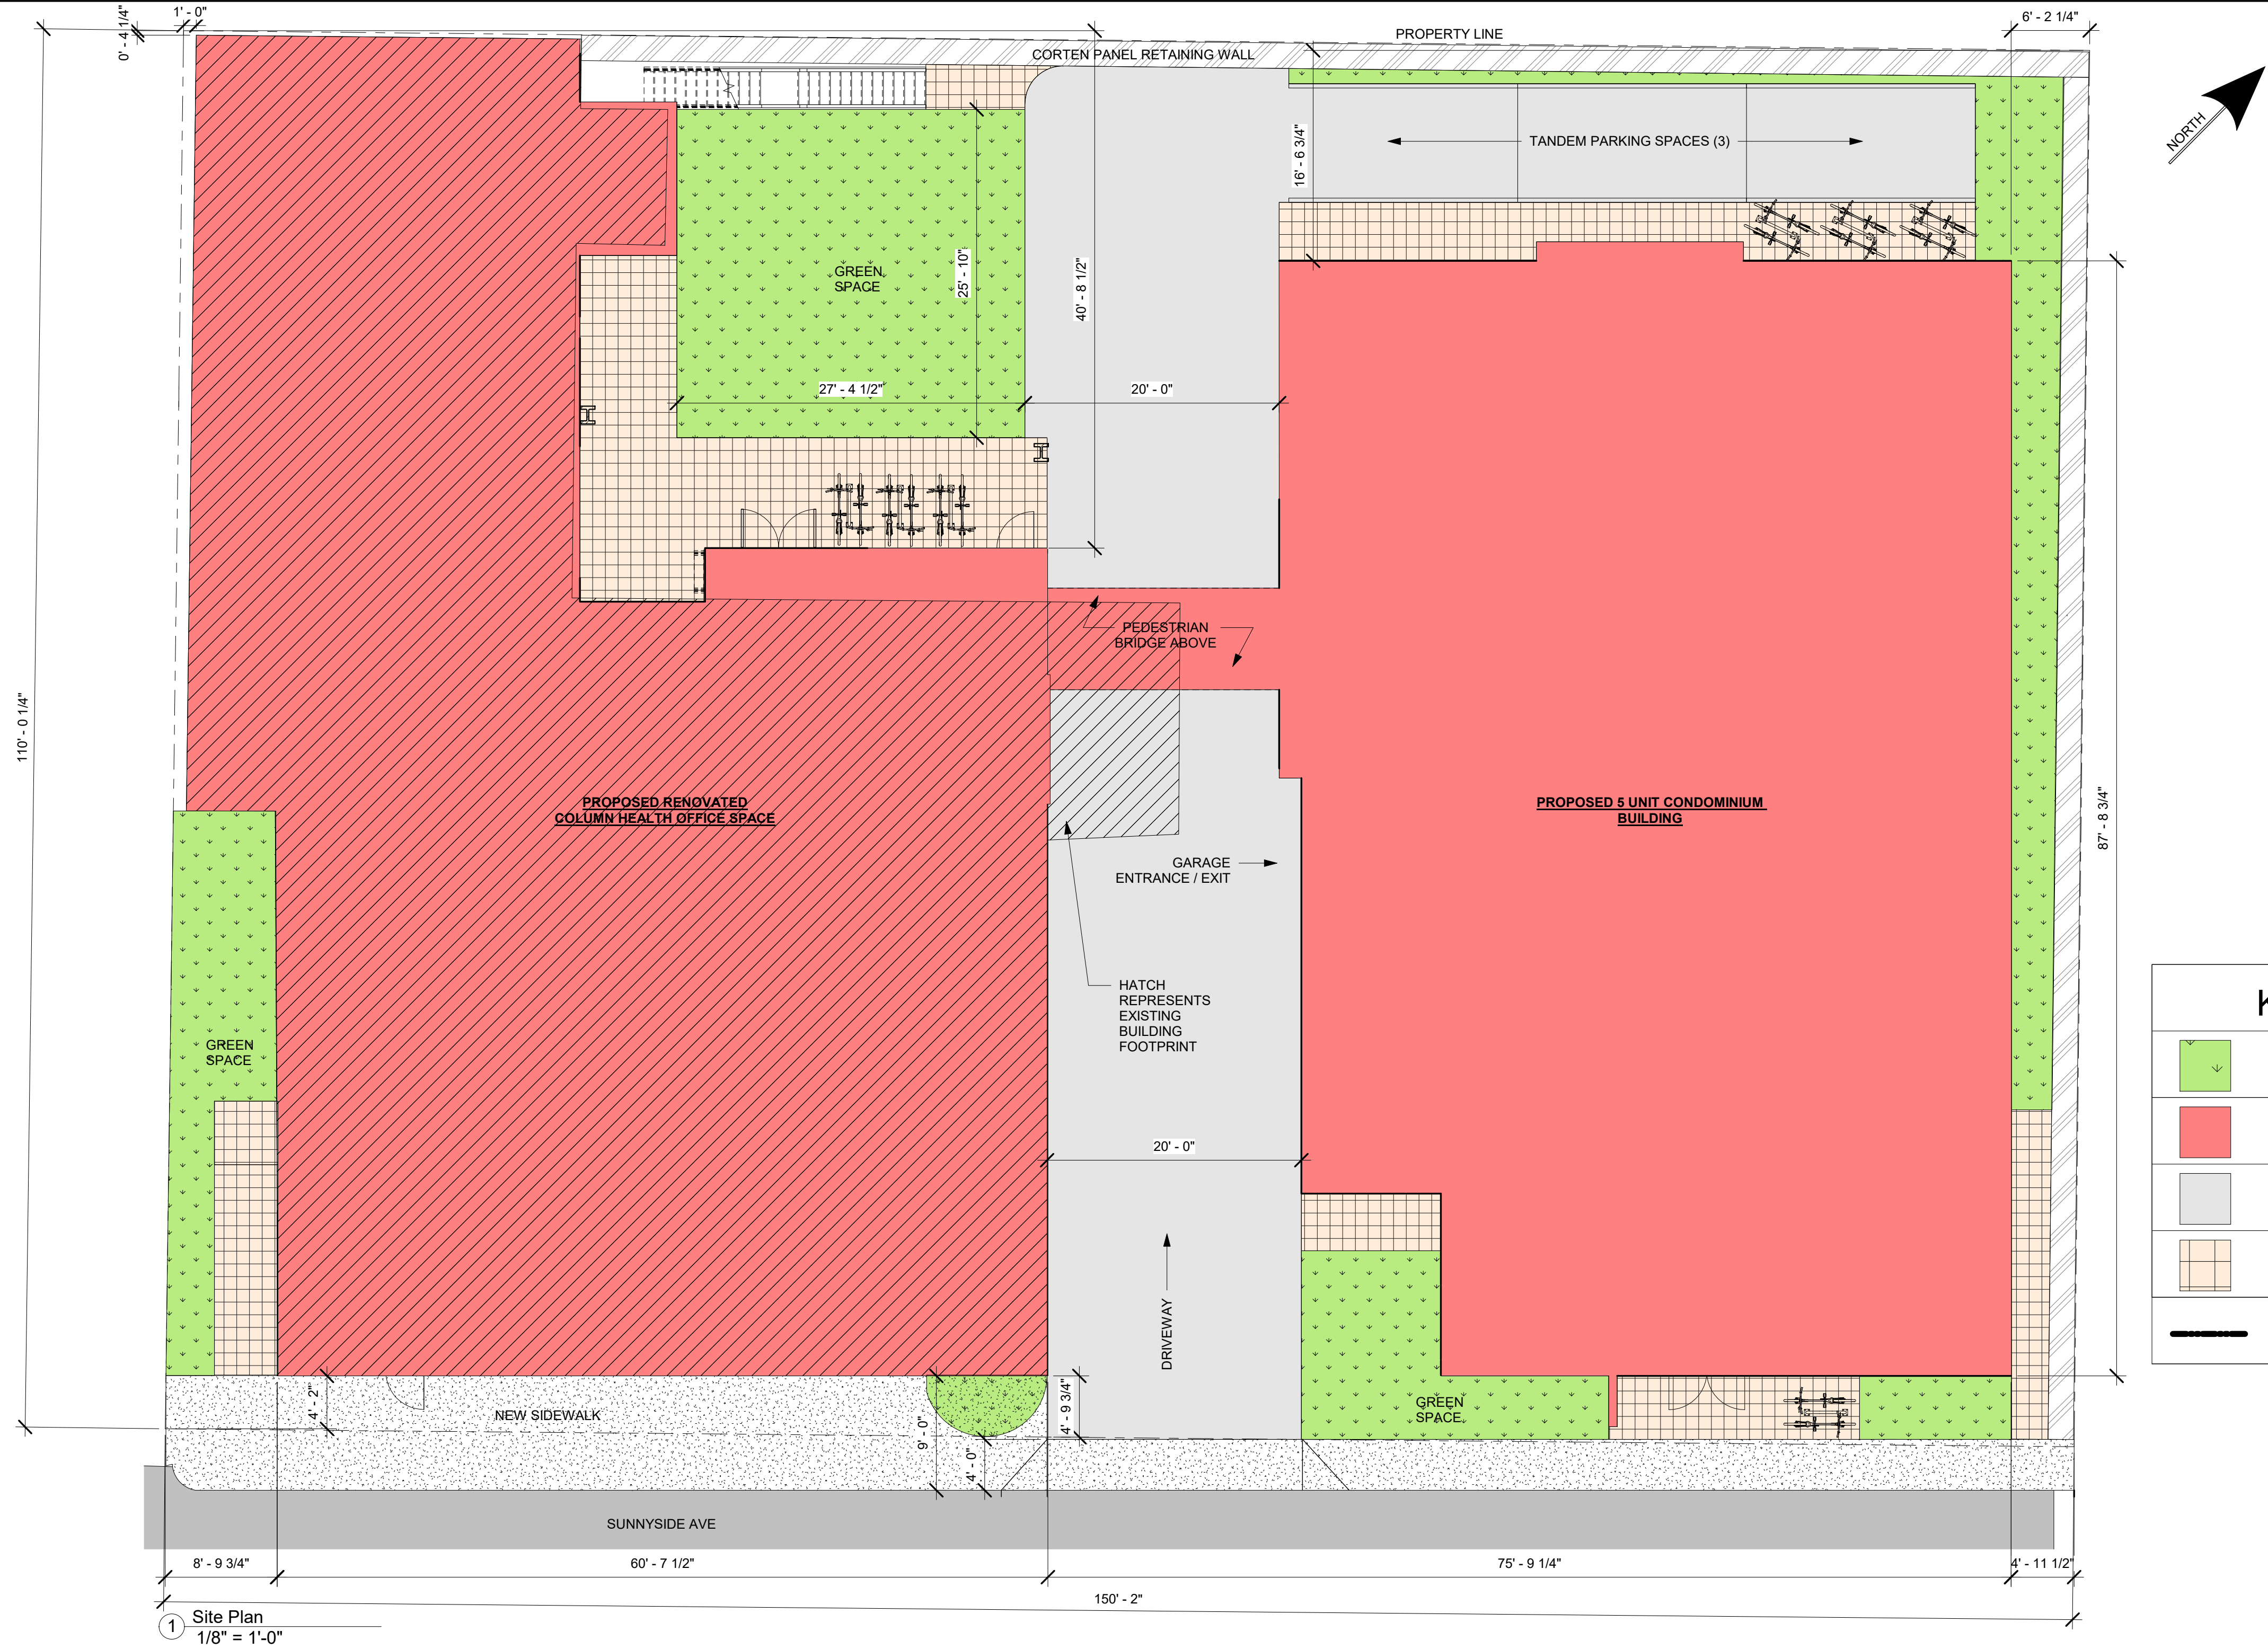 1' - 0"
6' - 2 1/4"
0' - 4 1/4"
PROPERTY LINE
CORTEN PANEL RETAINING WALL
NORTH
TANDEM PARKING SPACES (3)
16' - 6 3/4"
GREEN
SPACE
25' - 10"
40' - 8 1/2"
27' - 4 1/2"
20' - 0"
PEDESTRIAN
BRIDGE ABOVE
110' - 0 1/4"
PROPOSED RENOVATED
COLUMN HEALTH OFFICE SPACE
PROPOSED 5 UNIT CONDOMINIUM
BUILDING
87' - 8 3/4"
GARAGE
ENTRANCE / EXIT
HATCH
REPRESENTS
EXISTING
BUILDING
FOOTPRINT
GREEN
SPACE
20' - 0"
DRIVEWAY
4' - 2"
NEW SIDEWALK
9' - 0"
4' - 0"
4' - 9 3/4"
GREEN
SPACE
SUNNYSIDE AVE
8' - 9 3/4"
60' - 7 1/2"
75' - 9 1/4"
4' - 11 1/2"
150' - 2"
1
Site Plan
1/8" = 1'-0"